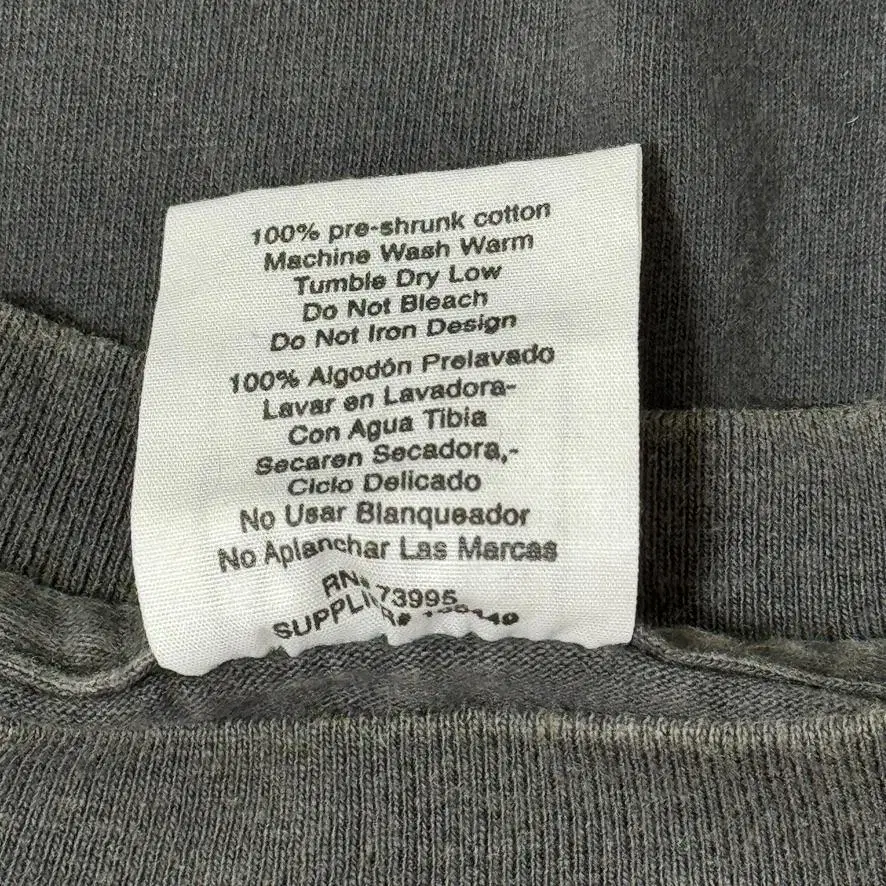 100% pre-shrunk cotton
Machine Wash Warm
Tumble Dry Low
Do Not Bleach
Do Not Iron Design
100% Algodón Prelavado
Lavar en Lavadora-
Con Agua Tibia
Secaren Secadora,-
Ciclo Delicado
No Usar Blanqueador
No Aplanchar Las Marcas
RN# 73995
SUPPLIER#